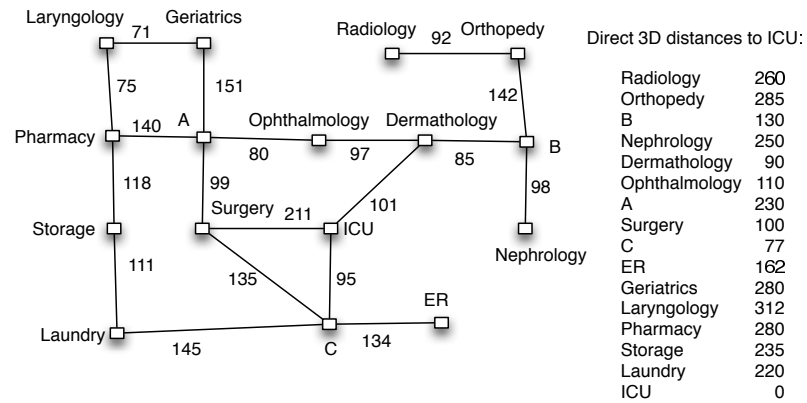 Laryngology 71 Geriatrics
Radiology 92 Orthopedy
Direct 3D distances to ICU:
75 151 142
Pharmacy 140 A 80 Ophthalmology 97 Dermathology 85 B
118 99 101 98
Storage Surgery 211 ICU
Nephrology
111 135 95 ER
Laundry 145 C 134
Radiology 260
Orthopedy 285
B 130
Nephrology 250
Dermathology 90
Ophthalmology 110
A 230
Surgery 100
C 77
ER 162
Geriatrics 280
Laryngology 312
Pharmacy 280
Storage 235
Laundry 220
ICU 0